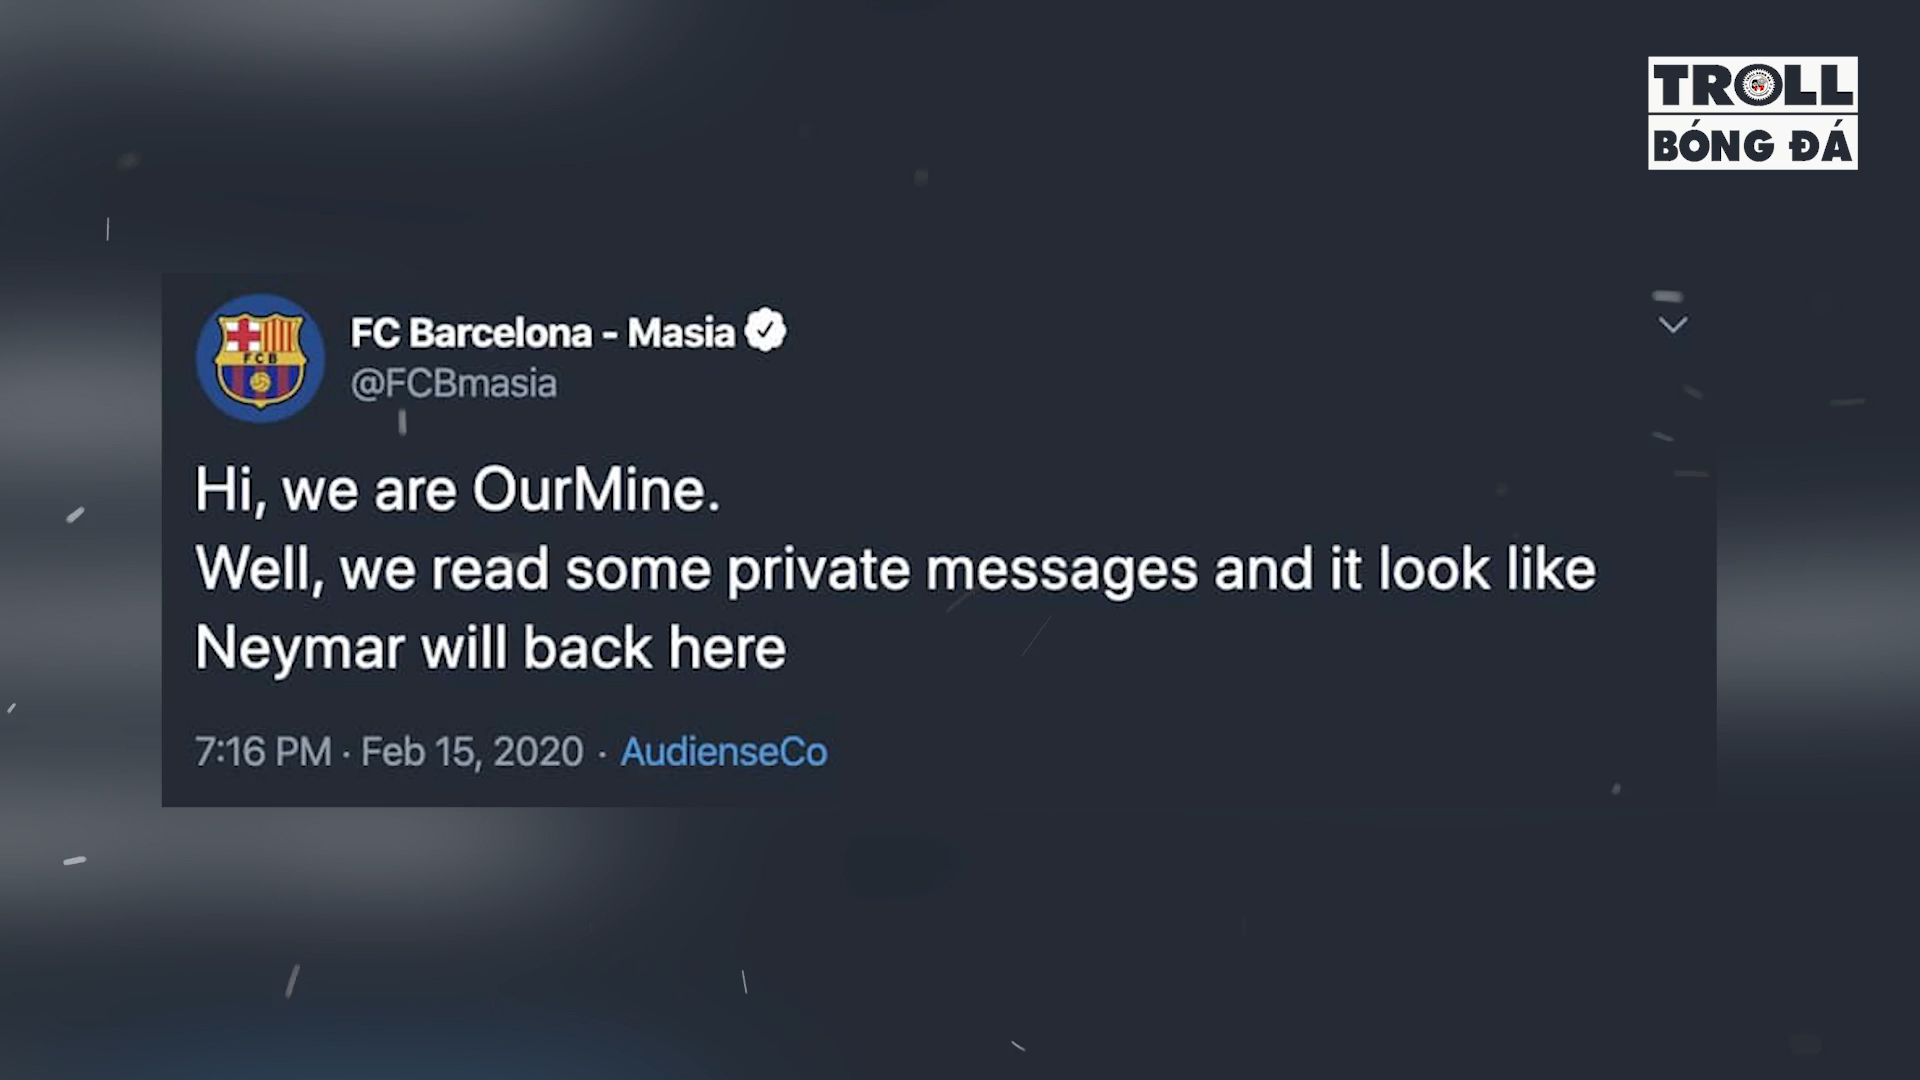 TROLL
BÓNG ĐÁ
FCB
FC Barcelona - Masia
@FCBmasia
Hi, we are OurMine.
Well, we read some private messages and it look like
Neymar will back here
7:16 PM · Feb 15, 2020 · AudienseCo